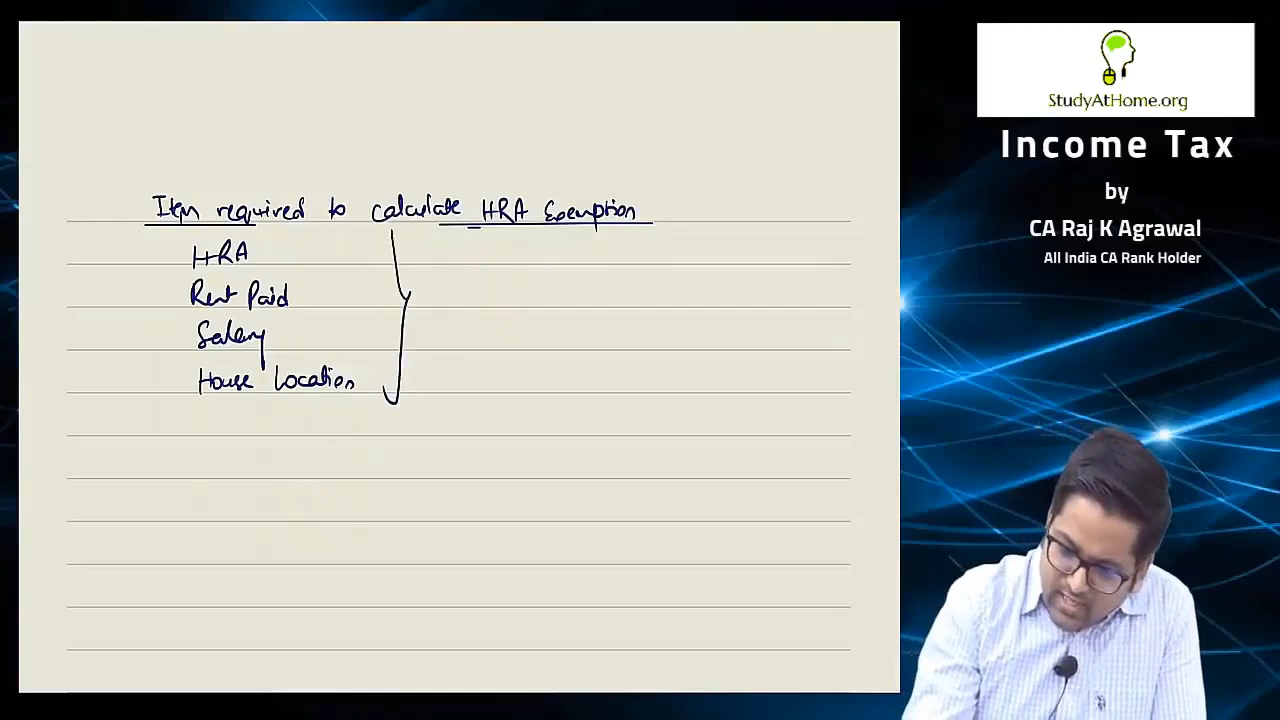 Item required to calculate HRA Exemption
HRA
Rent Paid
Salary
House Location
StudyAtHome.org
Income Tax
by
CA Raj K Agrawal
All India CA Rank Holder